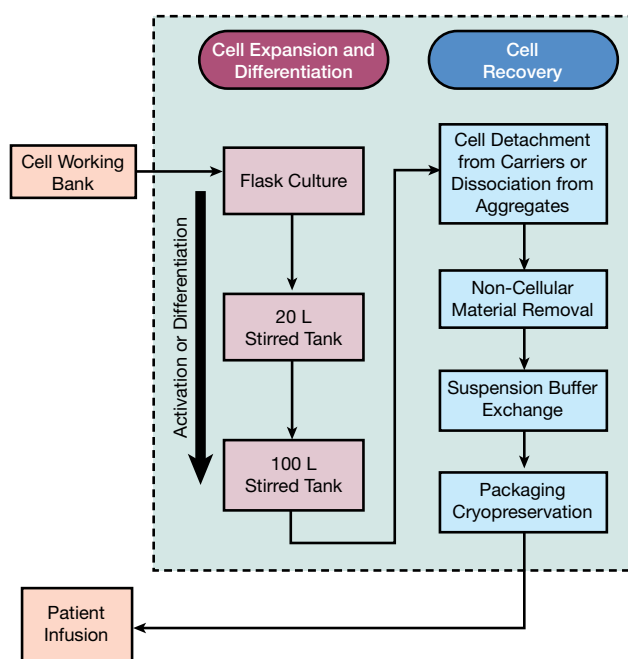 Cell Expansion and
Differentiation
Cell
Recovery
Cell Working
Bank
Flask Culture
Activation or Differentiation
20 L
Stirred Tank
100 L
Stirred Tank
Cell Detachment
from Carriers or
Dissociation from
Aggregates
Non-Cellular
Material Removal
Suspension Buffer
Exchange
Packaging
Cryopreservation
Patient
Infusion